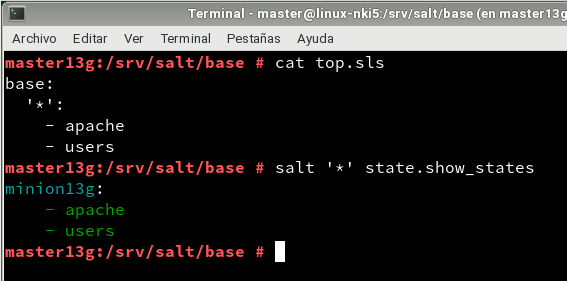 Terminal - master@linux-nki5:/srv/salt/base (en master13g
Archivo Editar Ver Terminal Pestañas Ayuda
master13g:/srv/salt/base # cat top.sls
base:
  '*':
    - apache
    - users
master13g:/srv/salt/base # salt '*' state.show_states
minion13g:
    - apache
    - users
master13g:/srv/salt/base #